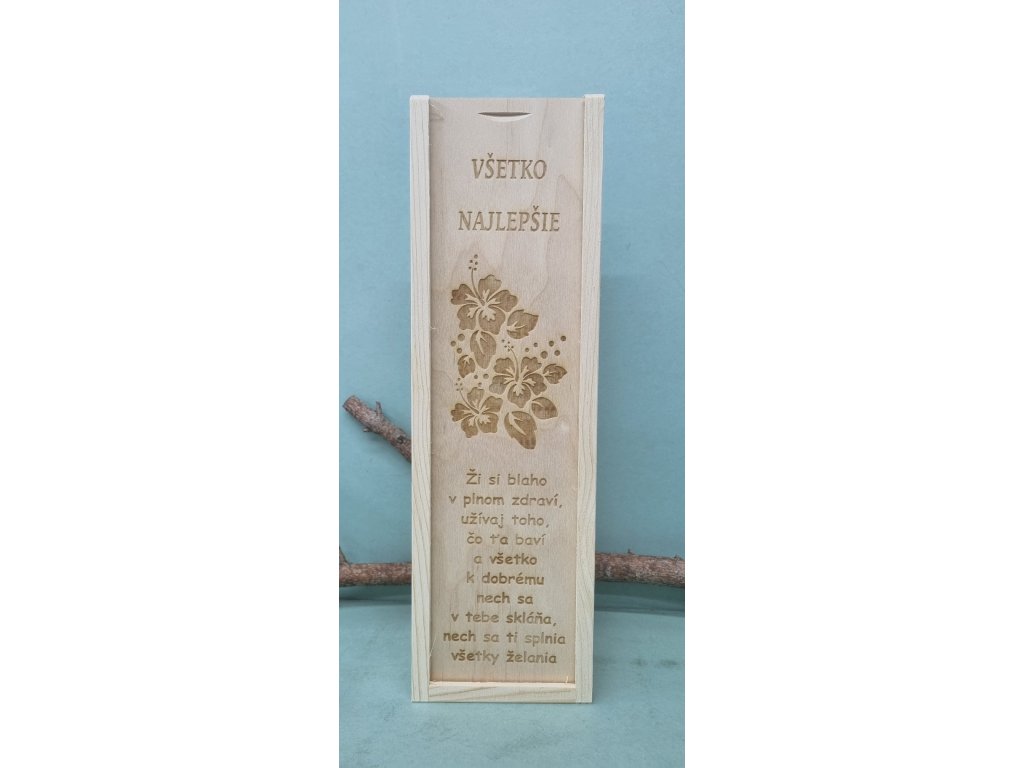 VŠETKO
NAJLEPŠIE
Ži si blaho
v plnom zdraví,
užívaj toho,
čo ťa baví
a všetko
k dobrému
nech sa
v tebe skláňa,
nech sa ti splnia
všetky želania